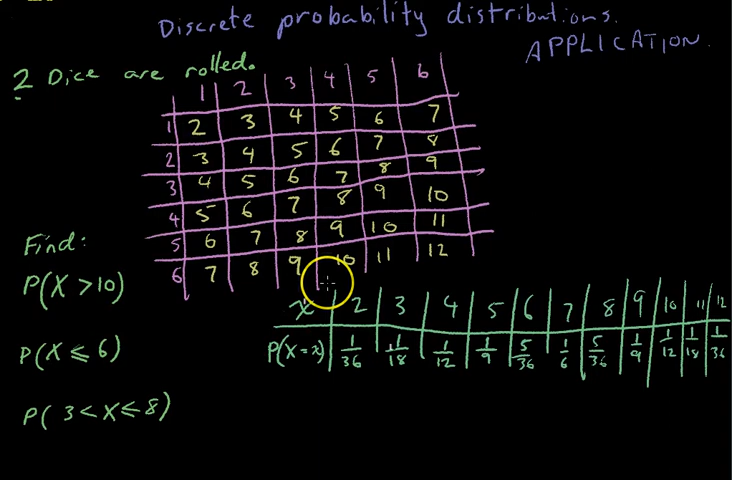 Discrete probability distributions.
APPLICATION.
2 Dice are rolled.
1 2 3 4 5 6
1 2 3 4 5 6 7
2 3 4 5 6 7 8
3 4 5 6 7 8 9
4 5 6 7 8 9 10
5 6 7 8 9 10 11
6 7 8 9 10 11 12
Find:
P(X > 10)
P(X ≤ 6)
P( 3 < X ≤ 8)
x 2 3 4 5 6 7 8 9 10 11 12
P(X = x) 1/36 1/18 1/12 1/9 5/36 1/6 5/36 1/9 1/12 1/18 1/36